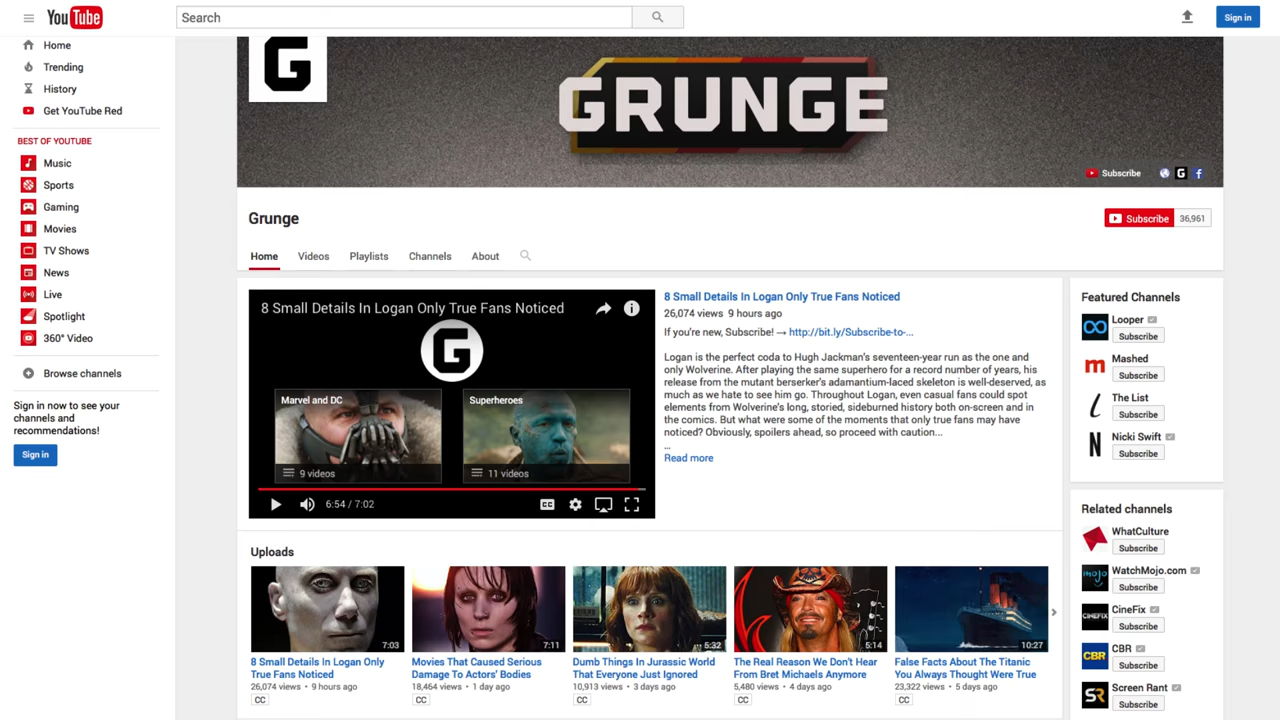 YouTube
Search
Sign in
Home
Trending
History
Get YouTube Red
BEST OF YOUTUBE
Music
Sports
Gaming
Movies
TV Shows
News
Live
Spotlight
360° Video
Browse channels
Sign in now to see your
channels and
recommendations!
Sign in
G
GRUNGE
Subscribe
G
f
Grunge
Subscribe
36,961
Home
Videos
Playlists
Channels
About
8 Small Details In Logan Only True Fans Noticed
G
Marvel and DC
9 videos
Superheroes
11 videos
6:54 / 7:02
CC
8 Small Details In Logan Only True Fans Noticed
26,074 views • 9 hours ago
If you're new, Subscribe! → http://bit.ly/Subscribe-to-...
Logan is the perfect coda to Hugh Jackman's seventeen-year run as the one and
only Wolverine. After playing the same superhero for a record number of years, his
release from the mutant berserker's adamantium-laced skeleton is well-deserved, as
much as we hate to see him go. Throughout Logan, even casual fans could spot
elements from Wolverine's long, storied, sideburned history both on-screen and in
the comics. But what were some of the moments that only true fans may have
noticed? Obviously, spoilers ahead, so proceed with caution...
...
Read more
Uploads
7:03
8 Small Details In Logan Only
True Fans Noticed
26,074 views • 9 hours ago
CC
7:11
Movies That Caused Serious
Damage To Actors' Bodies
18,464 views • 1 day ago
CC
5:32
Dumb Things In Jurassic World
That Everyone Just Ignored
10,913 views • 3 days ago
CC
5:14
The Real Reason We Don't Hear
From Bret Michaels Anymore
5,480 views • 4 days ago
CC
10:27
False Facts About The Titanic
You Always Thought Were True
23,322 views • 5 days ago
CC
Featured Channels
Looper
Subscribe
m
Mashed
Subscribe
l
The List
Subscribe
N
Nicki Swift
Subscribe
Related channels
WhatCulture
Subscribe
mojo
WatchMojo.com
Subscribe
CINEFIX
CineFix
Subscribe
CBR
CBR
Subscribe
SR
Screen Rant
Subscribe